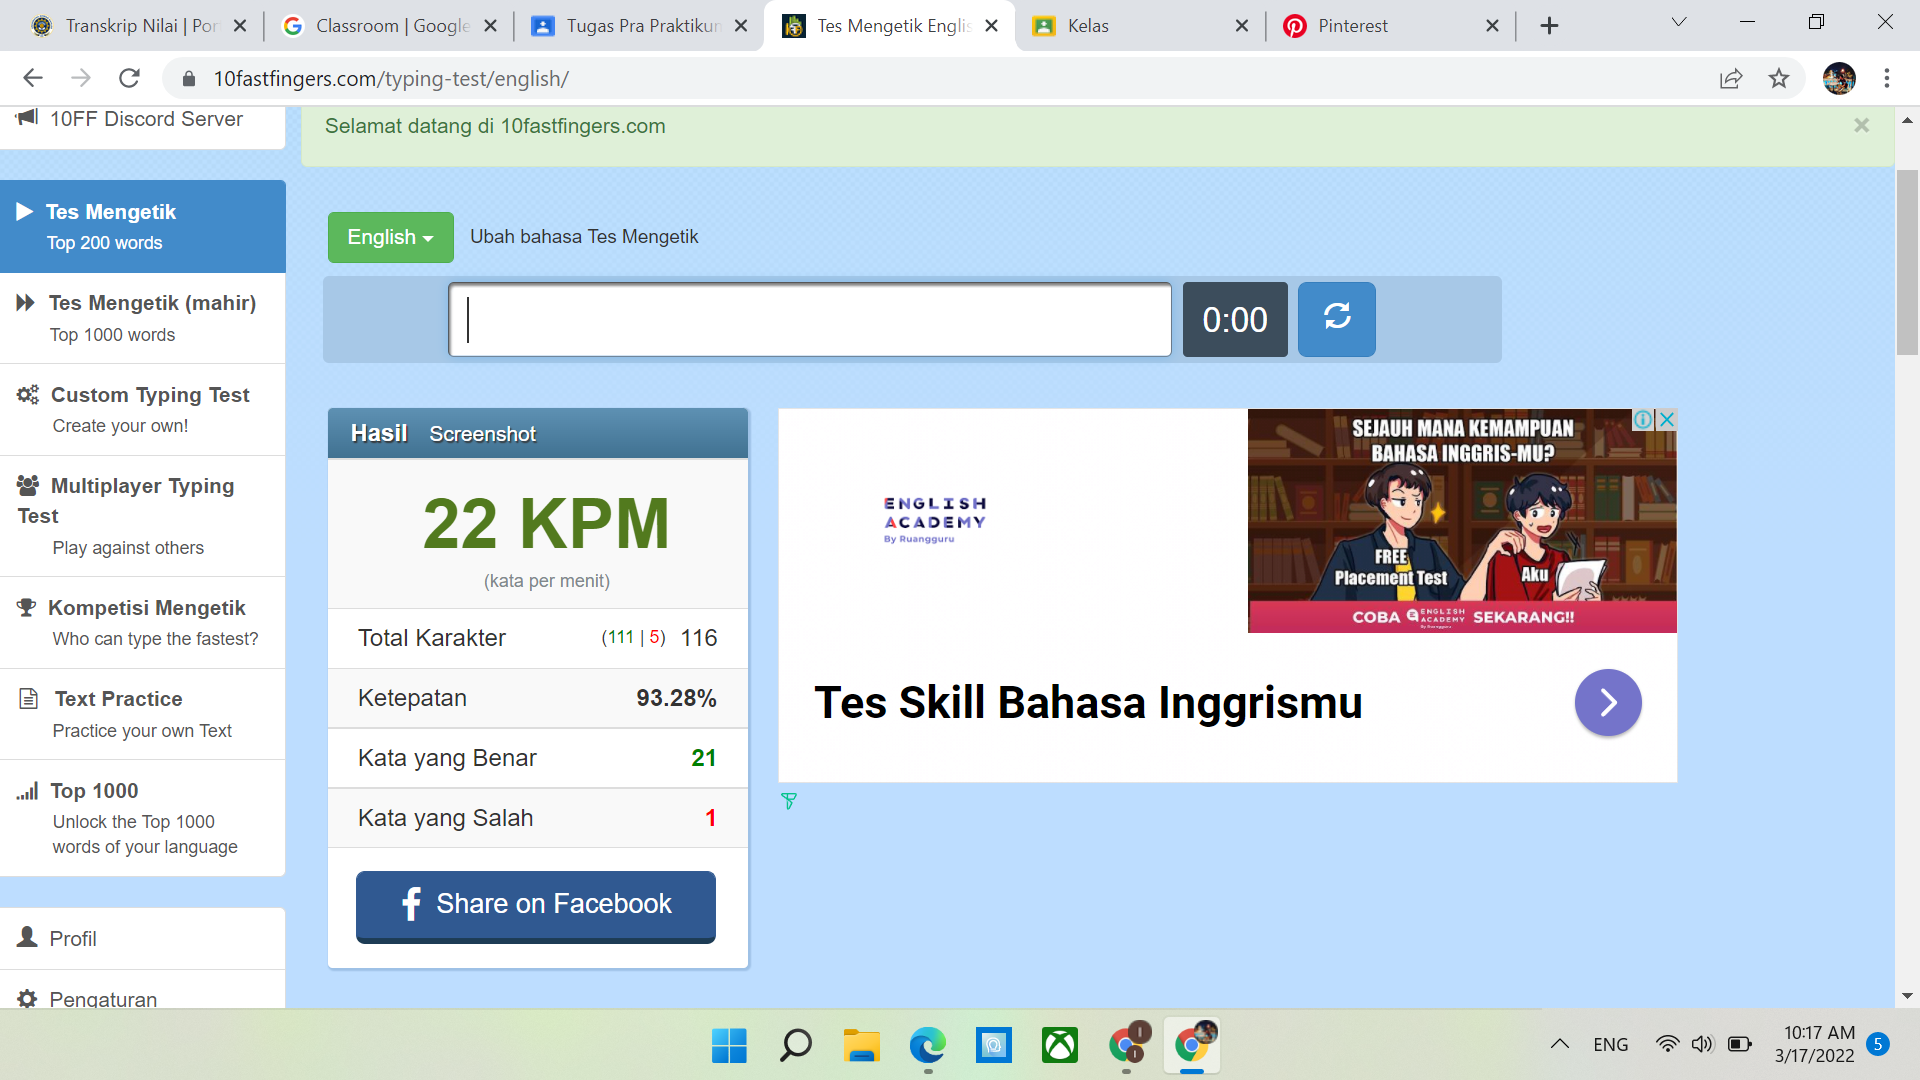 Transkrip Nilai | Por
Classroom | Google
Tugas Pra Praktikum
Tes Mengetik Englis
Kelas
Pinterest
10fastfingers.com/typing-test/english/
10FF Discord Server
Selamat datang di 10fastfingers.com
Tes Mengetik
Top 200 words
Tes Mengetik (mahir)
Top 1000 words
Custom Typing Test
Create your own!
Multiplayer Typing
Test
Play against others
Kompetisi Mengetik
Who can type the fastest?
Text Practice
Practice your own Text
Top 1000
Unlock the Top 1000
words of your language
Profil
Pengaturan
English
Ubah bahasa Tes Mengetik
0:00
Hasil Screenshot
22 KPM
(kata per menit)
Total Karakter (111 | 5) 116
Ketepatan 93.28%
Kata yang Benar 21
Kata yang Salah 1
Share on Facebook
ENGLISH
ACADEMY
By Ruangguru
SEJAUH MANA KEMAMPUAN
BAHASA INGGRIS-MU?
FREE
Placement Test
Aku
COBA ENGLISH ACADEMY By Ruangguru SEKARANG!!
Tes Skill Bahasa Inggrismu
ENG
10:17 AM
3/17/2022
5